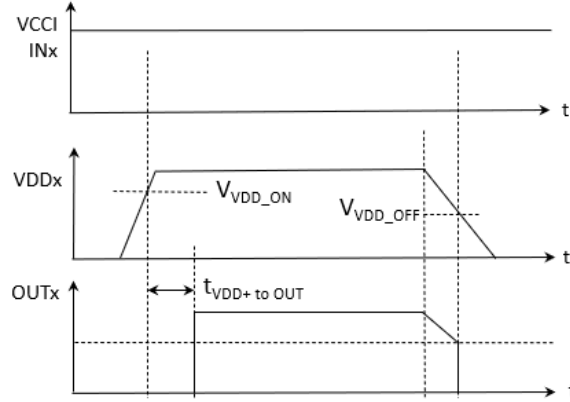 VCCI
INx
t
VDDx
VVDD_ON
VVDD_OFF
t
OUTx
tVDD+ to OUT